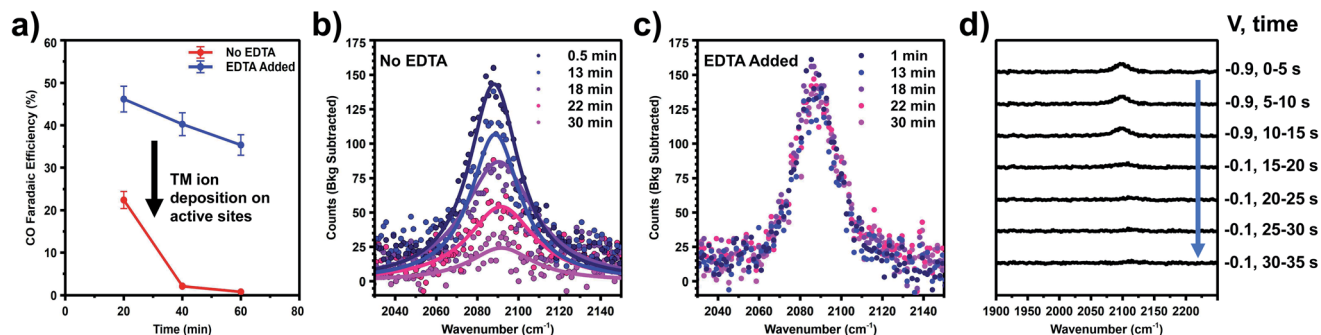 a)
CO Faradaic Efficiency (%)
60
50
40
30
20
10
0
No EDTA
EDTA Added
TM ion
deposition on
active sites
0 20 40 60 80
Time (min)
b)
Counts (Bkg Subtracted)
175
150
125
100
75
50
25
0
No EDTA
0.5 min
13 min
18 min
22 min
30 min
2040 2060 2080 2100 2120 2140
Wavenumber (cm-1)
c)
Counts (Bkg Subtracted)
175
150
125
100
75
50
25
0
EDTA Added
1 min
13 min
18 min
22 min
30 min
2040 2060 2080 2100 2120 2140
Wavenumber (cm-1)
d)
V, time
-0.9, 0-5 s
-0.9, 5-10 s
-0.9, 10-15 s
-0.1, 15-20 s
-0.1, 20-25 s
-0.1, 25-30 s
-0.1, 30-35 s
1900 1950 2000 2050 2100 2150 2200
Wavenumber (cm-1)